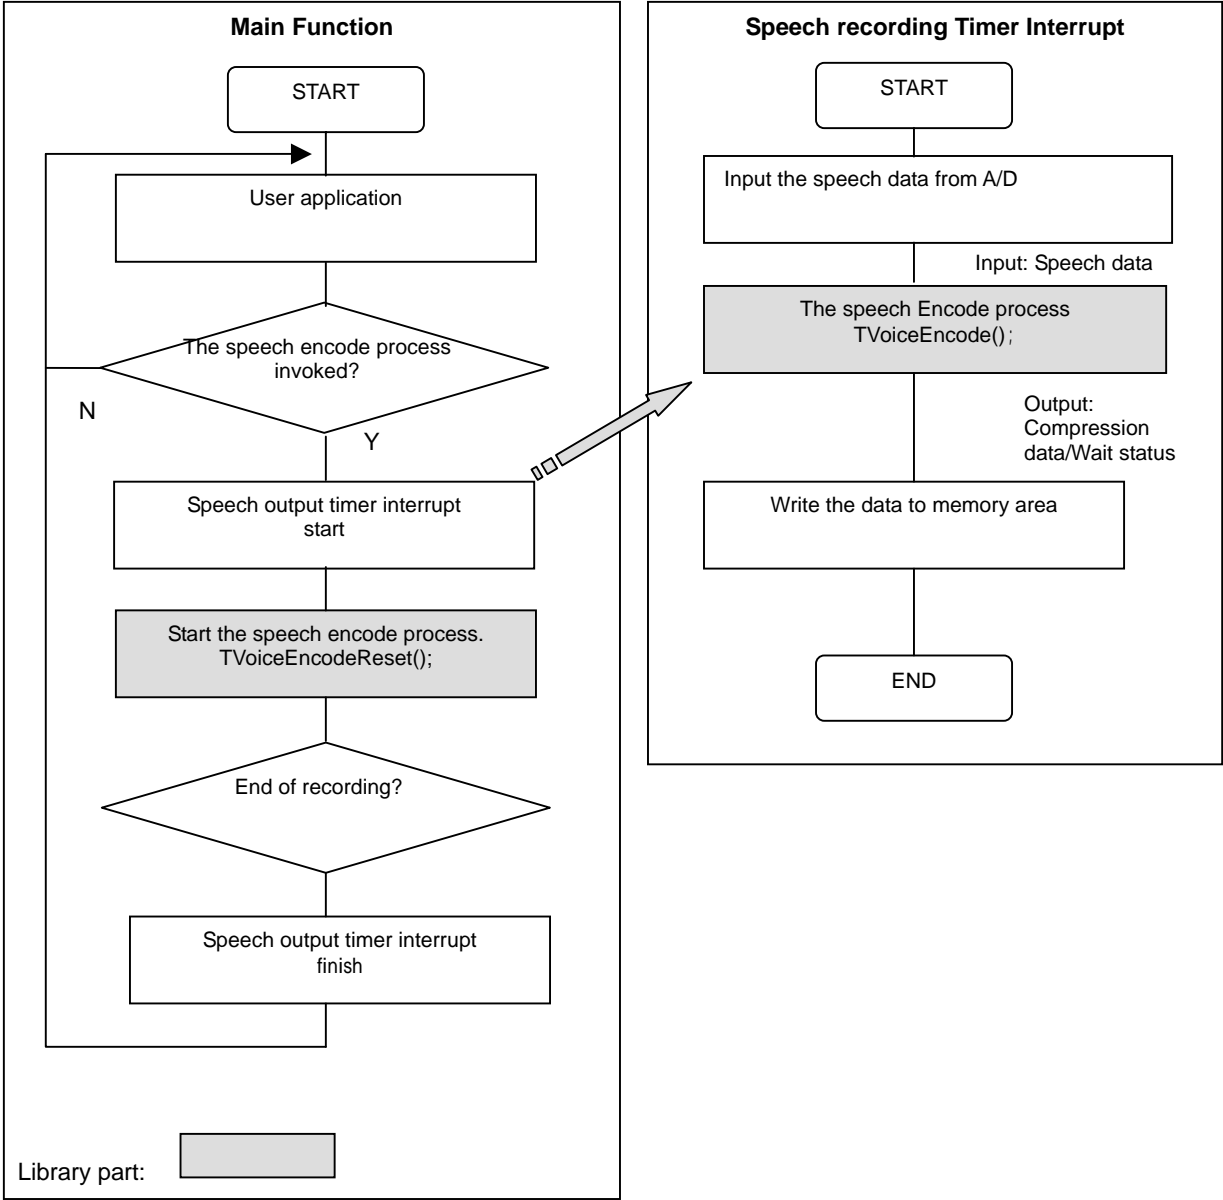 Main Function
START
User application
The speech encode process
invoked?
N
Y
Speech output timer interrupt
start
Start the speech encode process.
TVoiceEncodeReset();
End of recording?
Speech output timer interrupt
finish
Library part:
Speech recording Timer Interrupt
START
Input the speech data from A/D
Input: Speech data
The speech Encode process
TVoiceEncode();
Output:
Compression
data/Wait status
Write the data to memory area
END